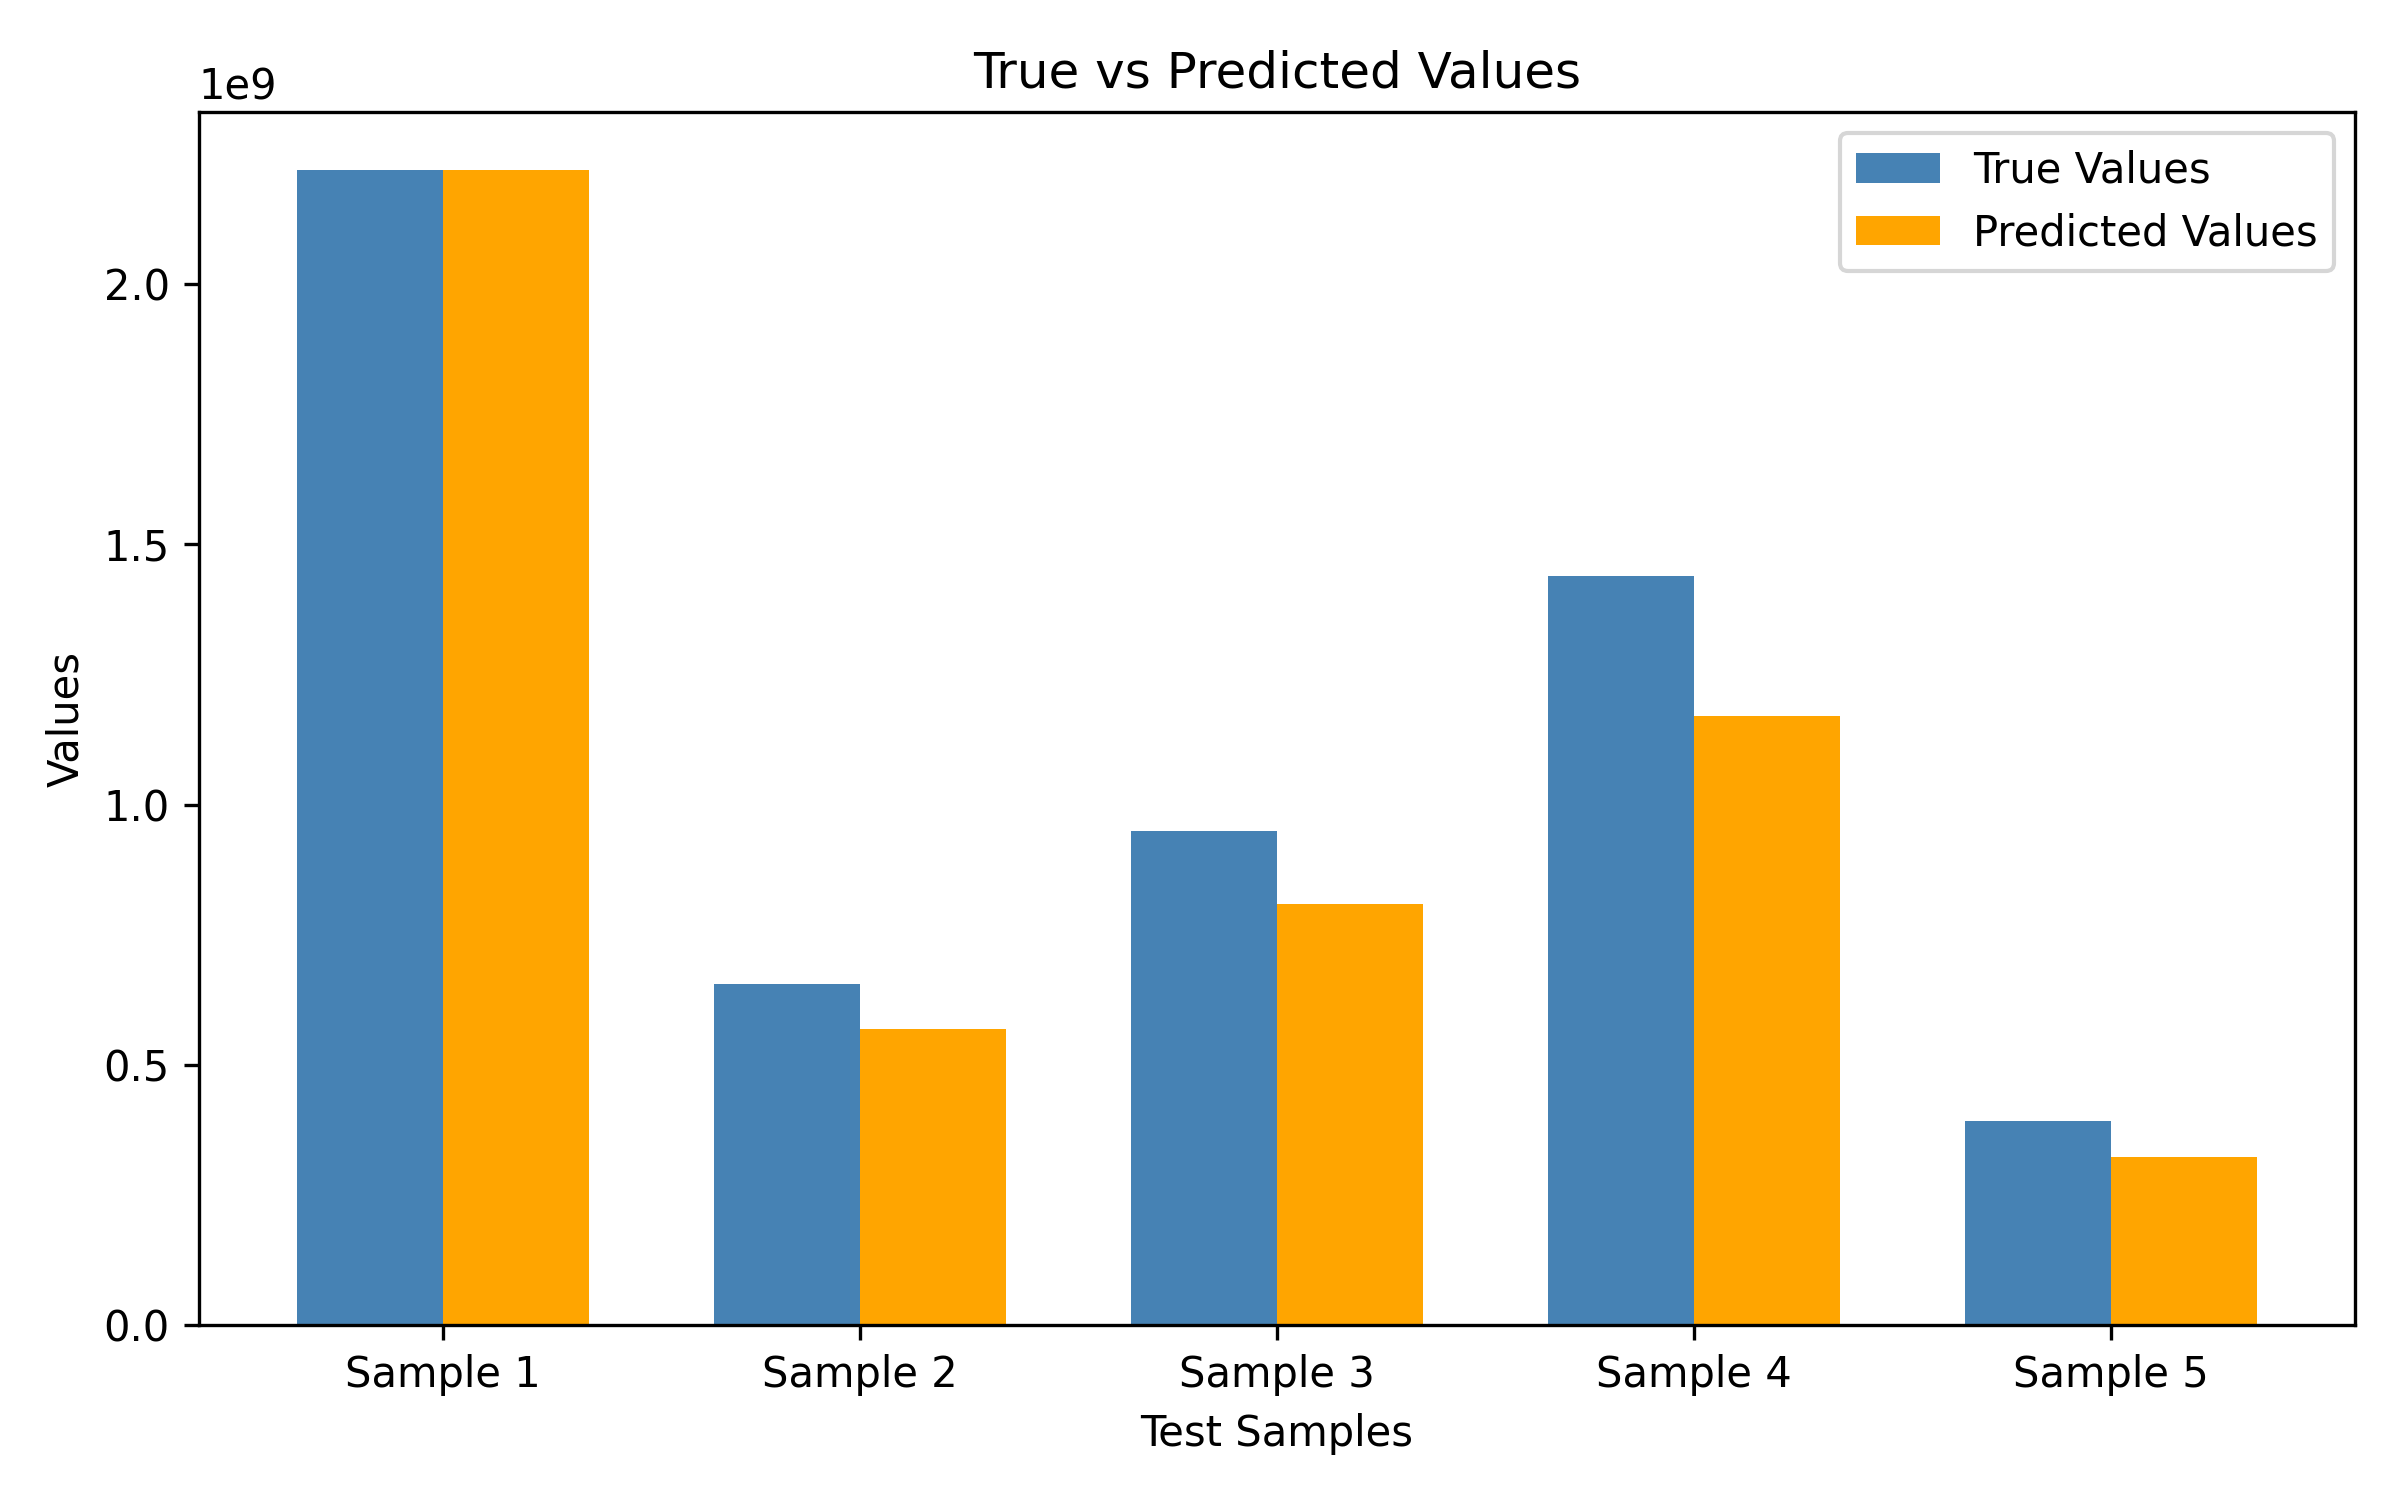 True vs Predicted Values
1e9
True Values
Predicted Values
2.0
1.5
1.0
0.5
0.0
Values
Sample 1
Sample 2
Sample 3
Sample 4
Sample 5
Test Samples